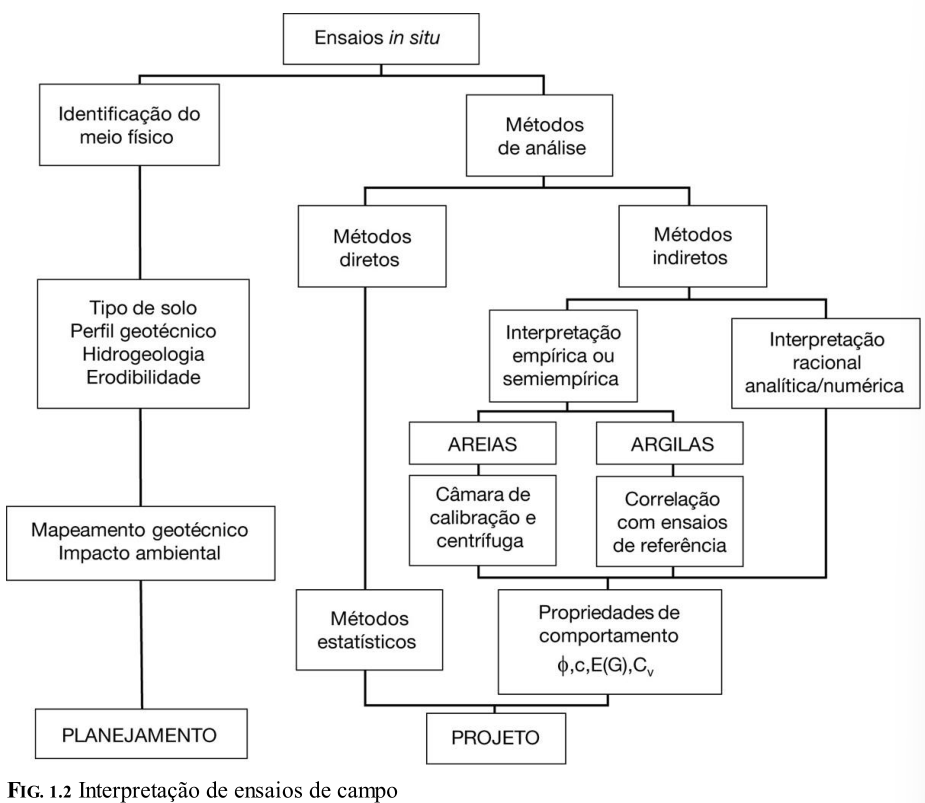 Ensaios in situ
Identificação do
meio físico
Métodos
de análise
Métodos
diretos
Métodos
indiretos
Tipo de solo
Perfil geotécnico
Hidrogeologia
Erodibilidade
Interpretação
empírica ou
semiempírica
Interpretação
racional
analítica/numérica
AREIAS
ARGILAS
Câmara de
calibração e
centrífuga
Correlação
com ensaios
de referência
Mapeamento geotécnico
Impacto ambiental
Métodos
estatísticos
Propriedades de
comportamento
ϕ,c,E(G),Cᵥ
PLANEJAMENTO
PROJETO
FIG. 1.2 Interpretação de ensaios de campo